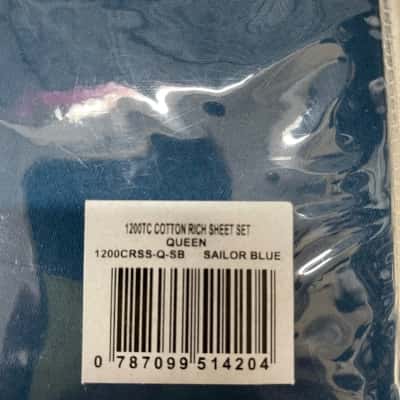 1200TC COTTON RICH SHEET SET
QUEEN
1200CRSS-Q-SB SAILOR BLUE
0 787099 514204